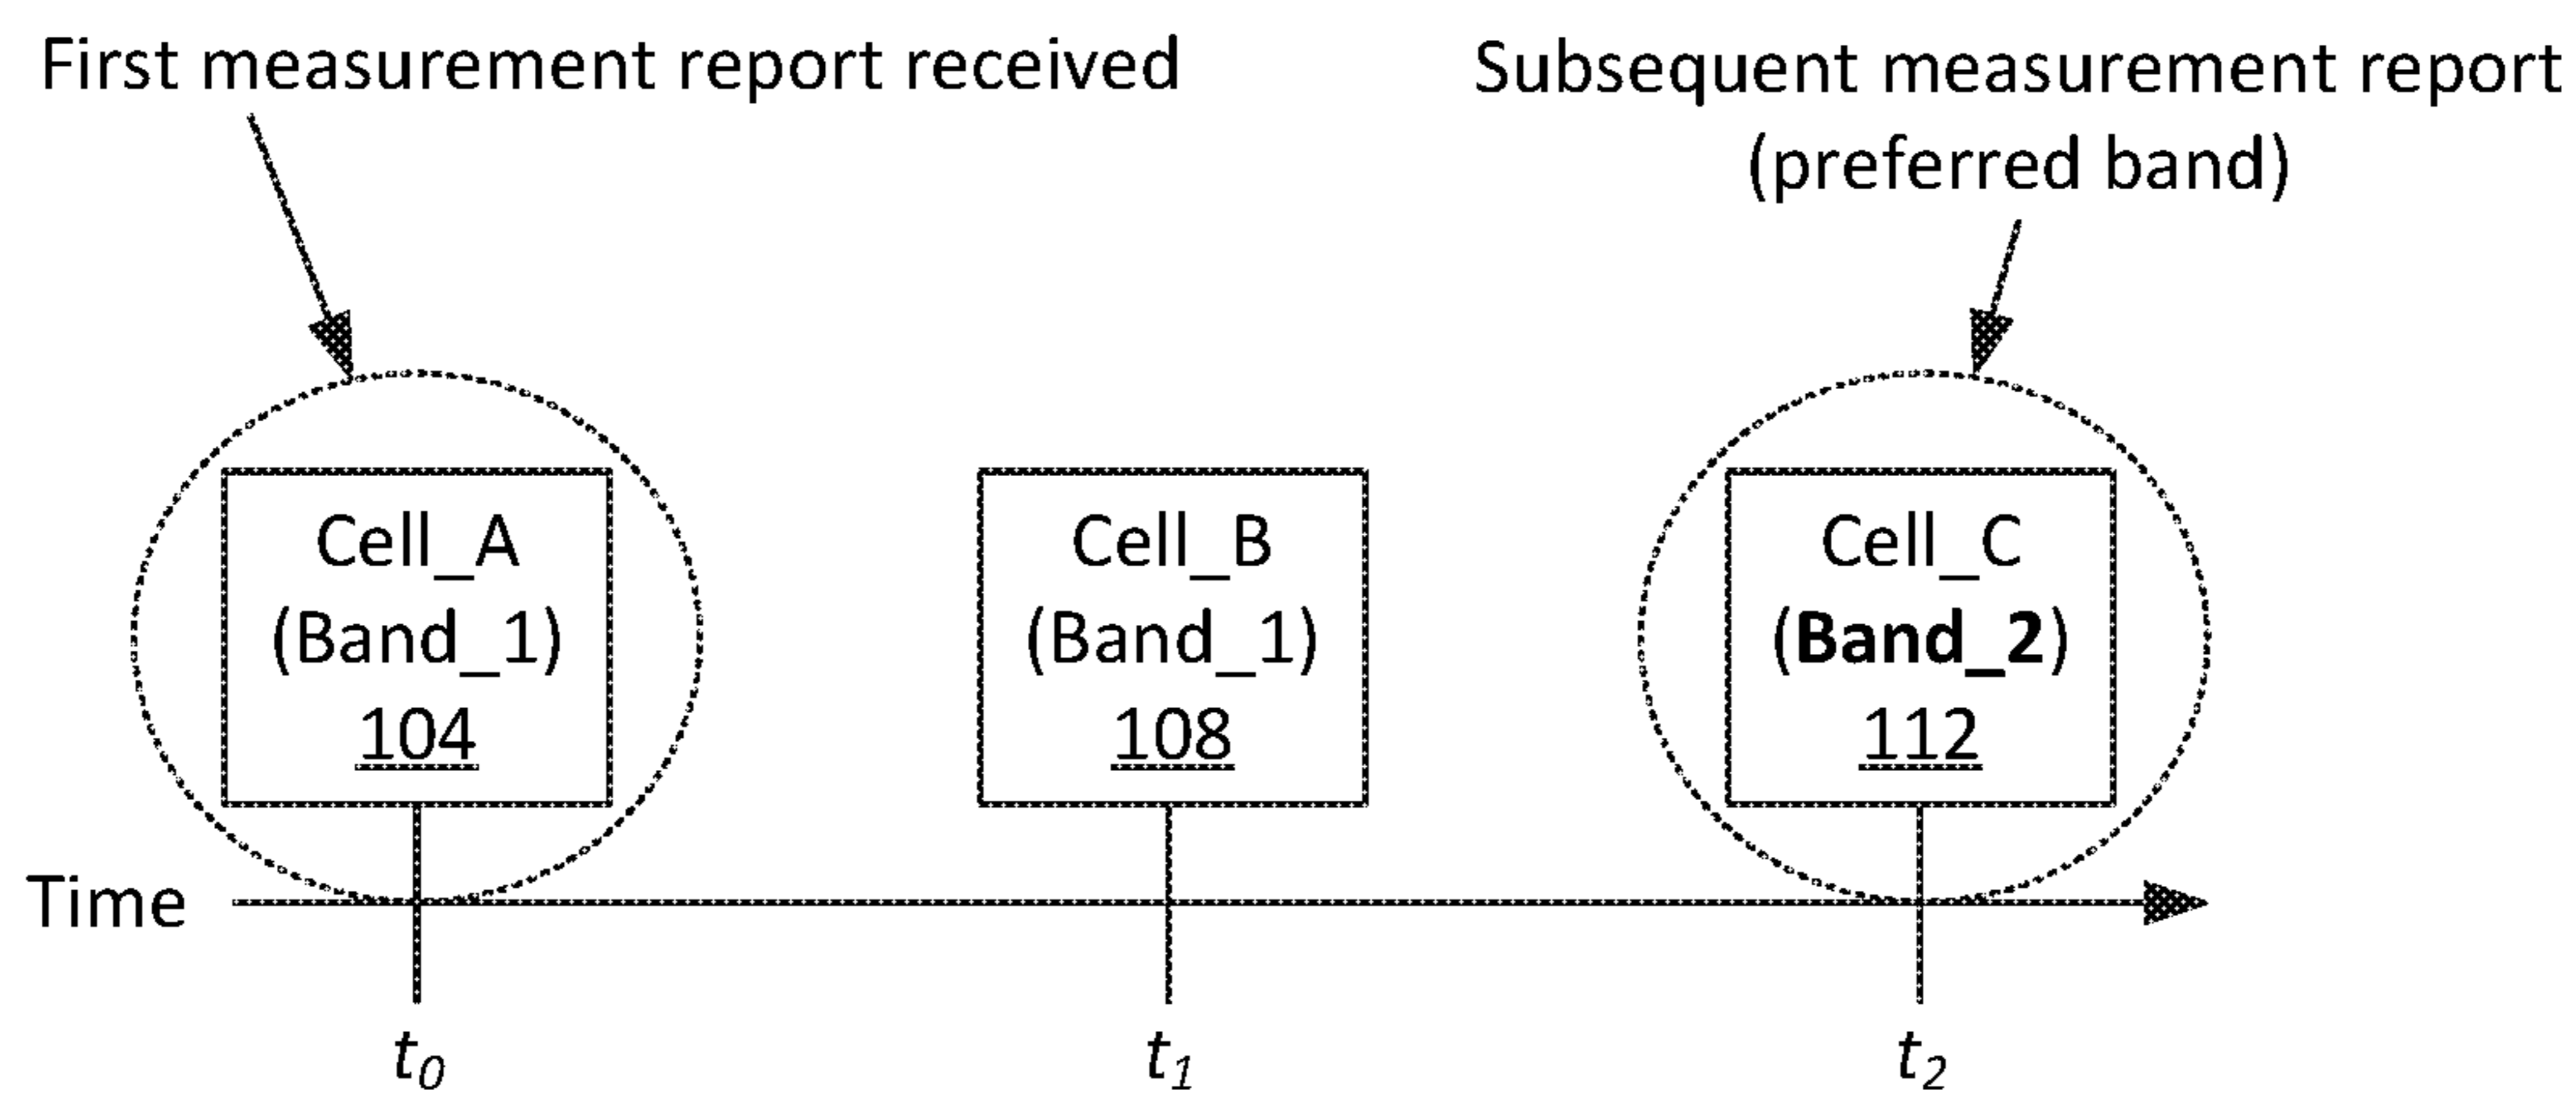 First measurement report received
Subsequent measurement report
(preferred band)
Cell_A
(Band_1)
104
Cell_B
(Band_1)
108
Cell_C
(Band_2)
112
Time
t0
t1
t2